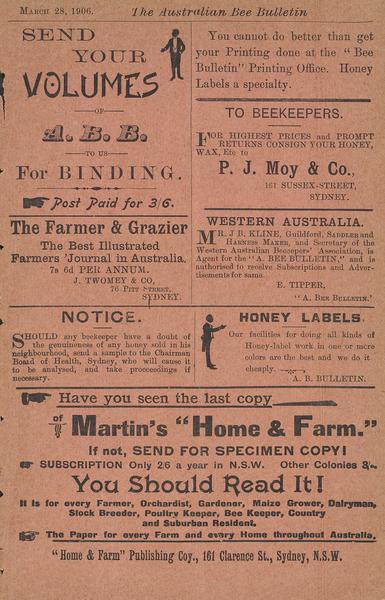 MARCH 28, 1906. The Australian Bee Bulletin
SEND
YOUR
VOLUMES
—OF—
A. B. B.
—TO US—
For BINDING.
Post Paid for 3/6.
The Farmer & Grazier
The Best Illustrated
Farmers' Journal in Australia,
7s 6d PER ANNUM.
J. TWOMEY & CO,
76 PITT STREET,
SYDNEY.
You cannot do better than get
your Printing done at the "Bee
Bulletin" Printing Office. Honey
Labels a specialty.
TO BEEKEEPERS.
FOR HIGHEST PRICES and PROMPT
RETURNS CONSIGN YOUR HONEY,
WAX, Etc to
P. J. Moy & Co.,
161 SUSSEX-STREET,
SYDNEY.
WESTERN AUSTRALIA.
MR. J B. KLINE, Guildford, SADDLER and
HARNESS MAKER, and Secretary of the
Western Australian Beekeepers' Association, is
Agent for the "A. BEE BULLETIN," and is
authorised to receive Subscriptions and Adver-
tisements for same.
E. TIPPER,
"A. BEE BULLETIN.'
NOTICE.
SHOULD any beekeeper have a doubt of
the genuineness of any honey sold in his
neighbourhood, send a sample to the Chairman
Board of Health, Sydney, who will cause it
to be analysed, and take proceeedings if
necessary.
HONEY LABELS.
Our facilities for doing all kinds of
Honey-label work in one or more
colors are the best and we do it
cheaply.
A. B. BULLETIN.
Have you seen the last copy
of Martin's "Home & Farm."
If not, SEND FOR SPECIMEN COPY!
SUBSCRIPTION Only 2/6 a year in N.S.W. Other Colonies 3/-.
You Should Read It!
It is for every Farmer, Orchardist, Gardener, Maize Grower, Dairyman,
Stock Breeder, Poultry Keeper, Bee Keeper, Country
and Suburban Resident.
The Paper for every Farm and every Home throughout Australia.
"Home & Farm" Publishing Coy., 161 Clarence St., Sydney, N.S.W.